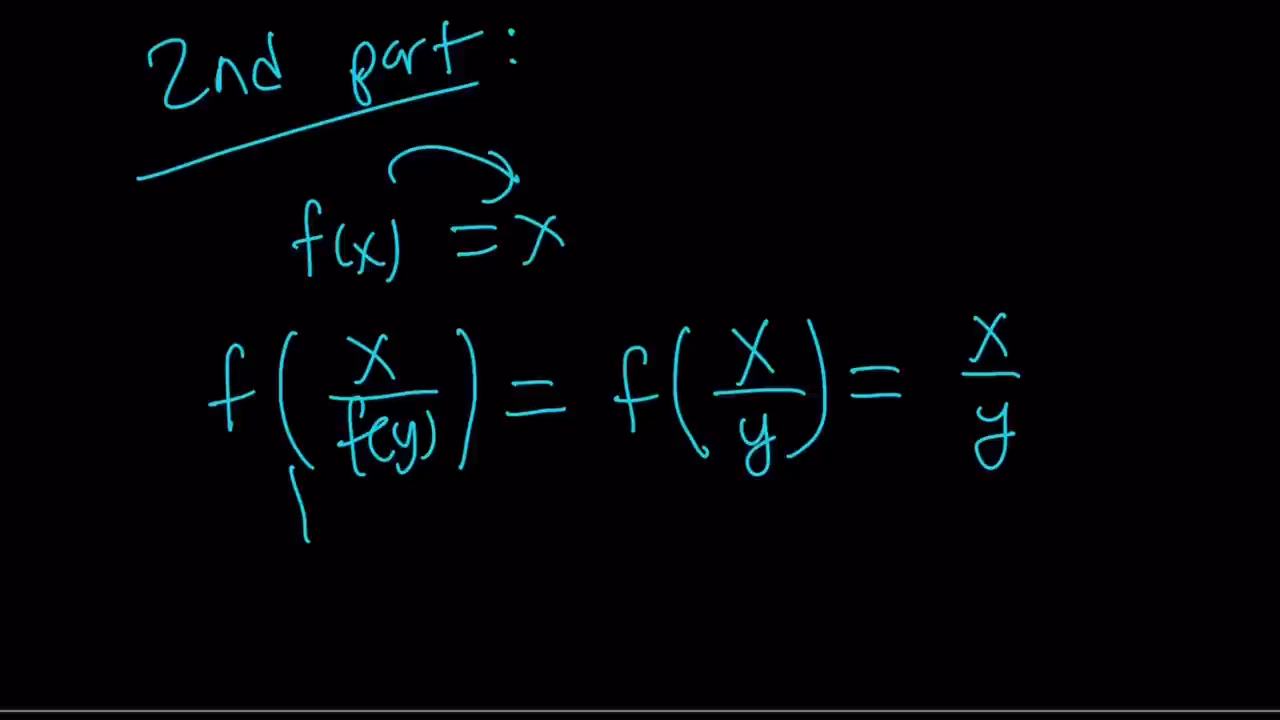 2nd part:
f(x) = x
f(x/f(y)) = f(x/y) = x/y